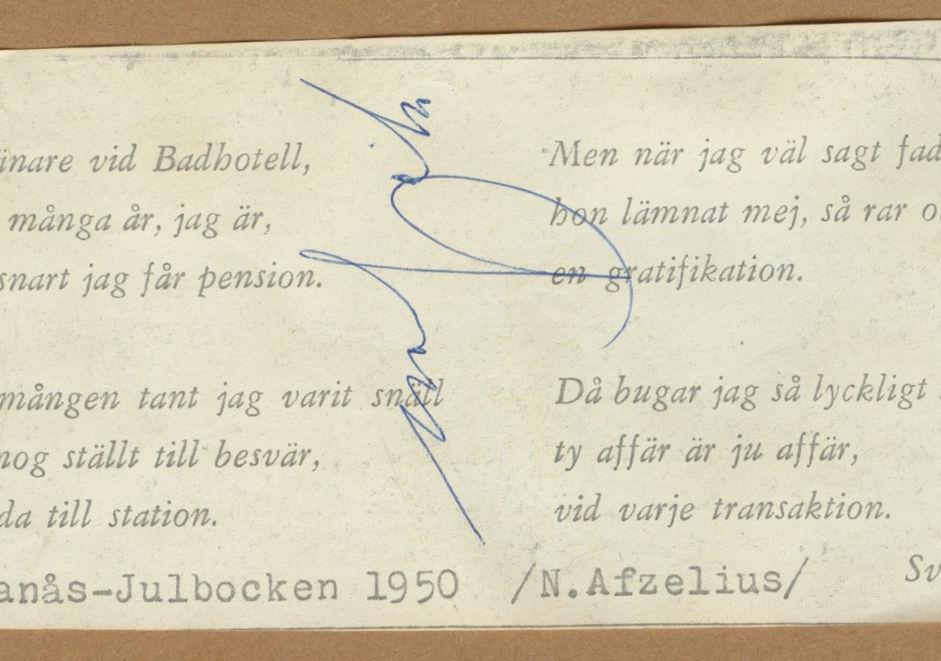 änare vid Badhotell,
många år, jag är,
snart jag får pension.
mången tant jag varit snäll
nog ställt till besvär,
da till station.
Men när jag väl sagt fad
hon lämnat mej, så rar o
en gratifikation.
Då bugar jag så lyckligt
ty affär är ju affär,
vid varje transaktion.
anås-Julbocken 1950 /N.Afzelius/
Sv